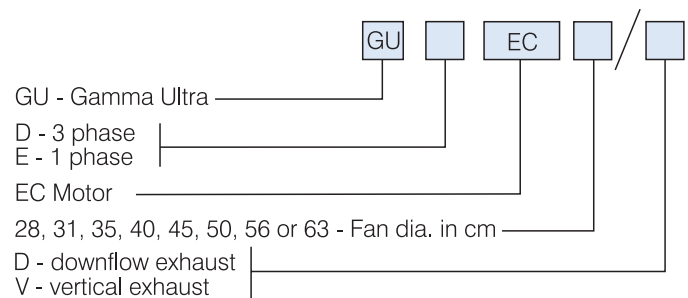 GU EC /
GU - Gamma Ultra
D - 3 phase
E - 1 phase
EC Motor
28, 31, 35, 40, 45, 50, 56 or 63 - Fan dia. in cm
D - downflow exhaust
V - vertical exhaust